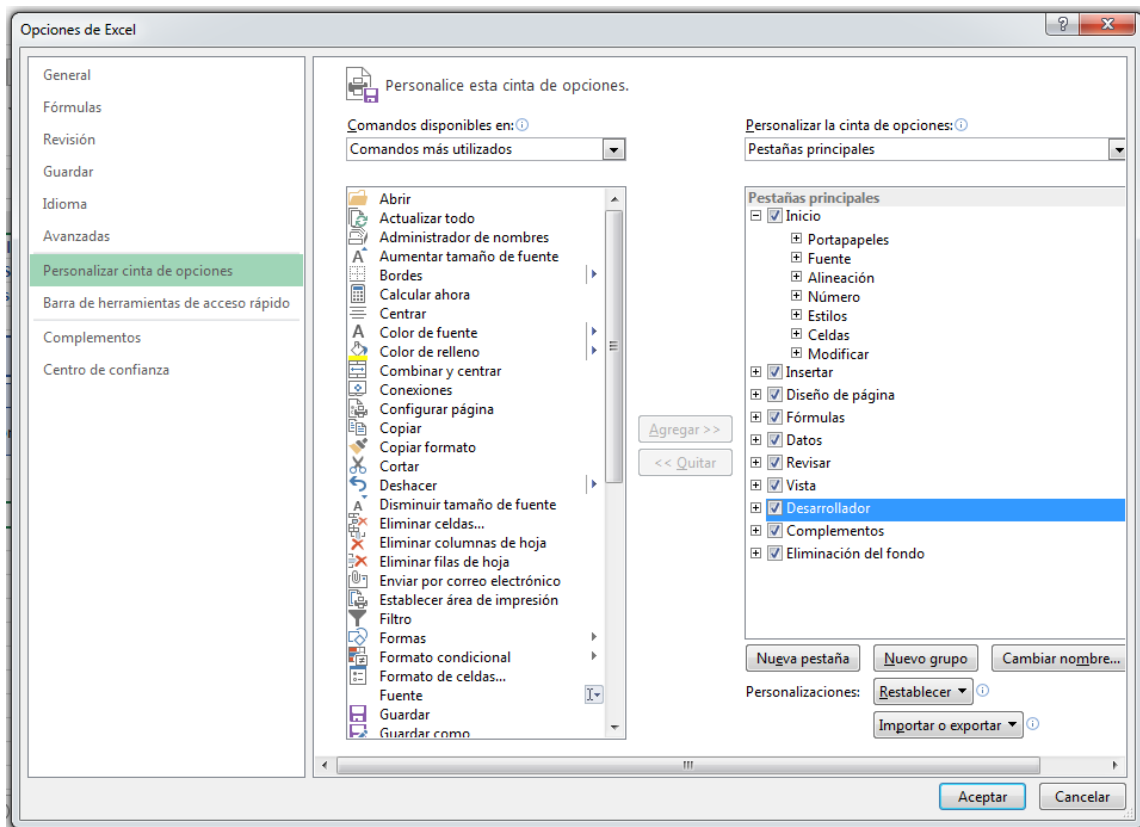 Opciones de Excel
General
Fórmulas
Revisión
Guardar
Idioma
Avanzadas
Personalizar cinta de opciones
Barra de herramientas de acceso rápido
Complementos
Centro de confianza
Personalice esta cinta de opciones.
Comandos disponibles en:
Comandos más utilizados
Abrir
Actualizar todo
Administrador de nombres
Aumentar tamaño de fuente
Bordes
Calcular ahora
Centrar
Color de fuente
Color de relleno
Combinar y centrar
Conexiones
Configurar página
Copiar
Copiar formato
Cortar
Deshacer
Disminuir tamaño de fuente
Eliminar celdas...
Eliminar columnas de hoja
Eliminar filas de hoja
Enviar por correo electrónico
Establecer área de impresión
Filtro
Formas
Formato condicional
Formato de celdas...
Fuente
Guardar
Guardar como
Agregar >>
<< Quitar
Personalizar la cinta de opciones:
Pestañas principales
Pestañas principales
Inicio
Portapapeles
Fuente
Alineación
Número
Estilos
Celdas
Modificar
Insertar
Diseño de página
Fórmulas
Datos
Revisar
Vista
Desarrollador
Complementos
Eliminación del fondo
Nueva pestaña
Nuevo grupo
Cambiar nombre...
Personalizaciones:
Restablecer
Importar o exportar
Aceptar
Cancelar